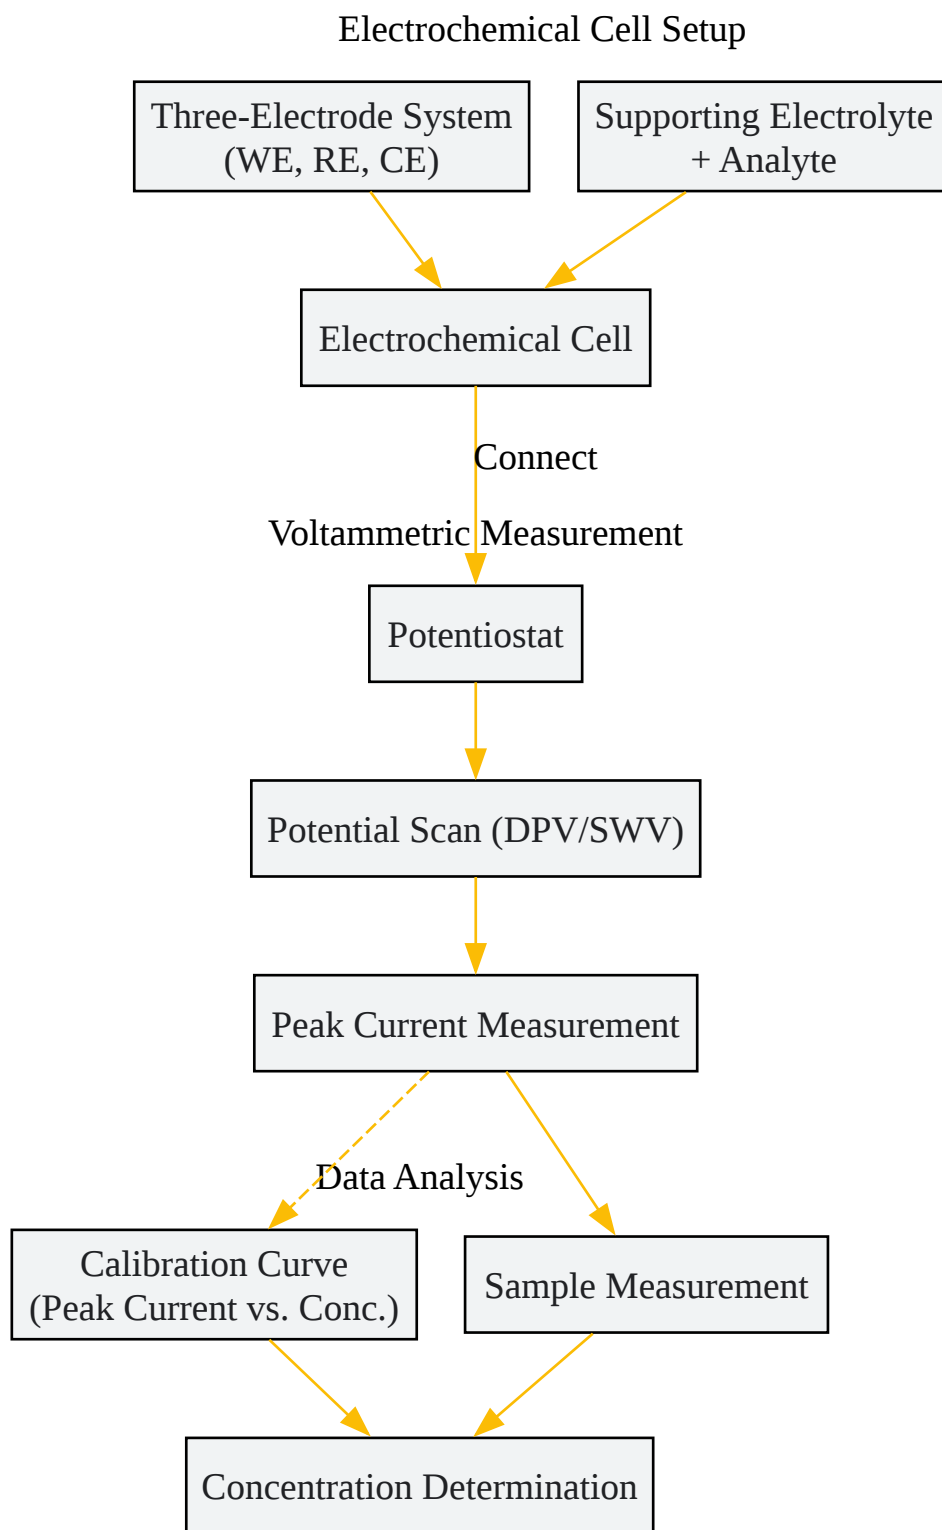 Electrochemical Cell Setup
Three-Electrode System
(WE, RE, CE)
Supporting Electrolyte
+ Analyte
Electrochemical Cell
Connect
Voltammetric Measurement
Potentiostat
Potential Scan (DPV/SWV)
Peak Current Measurement
Data Analysis
Calibration Curve
(Peak Current vs. Conc.)
Sample Measurement
Concentration Determination